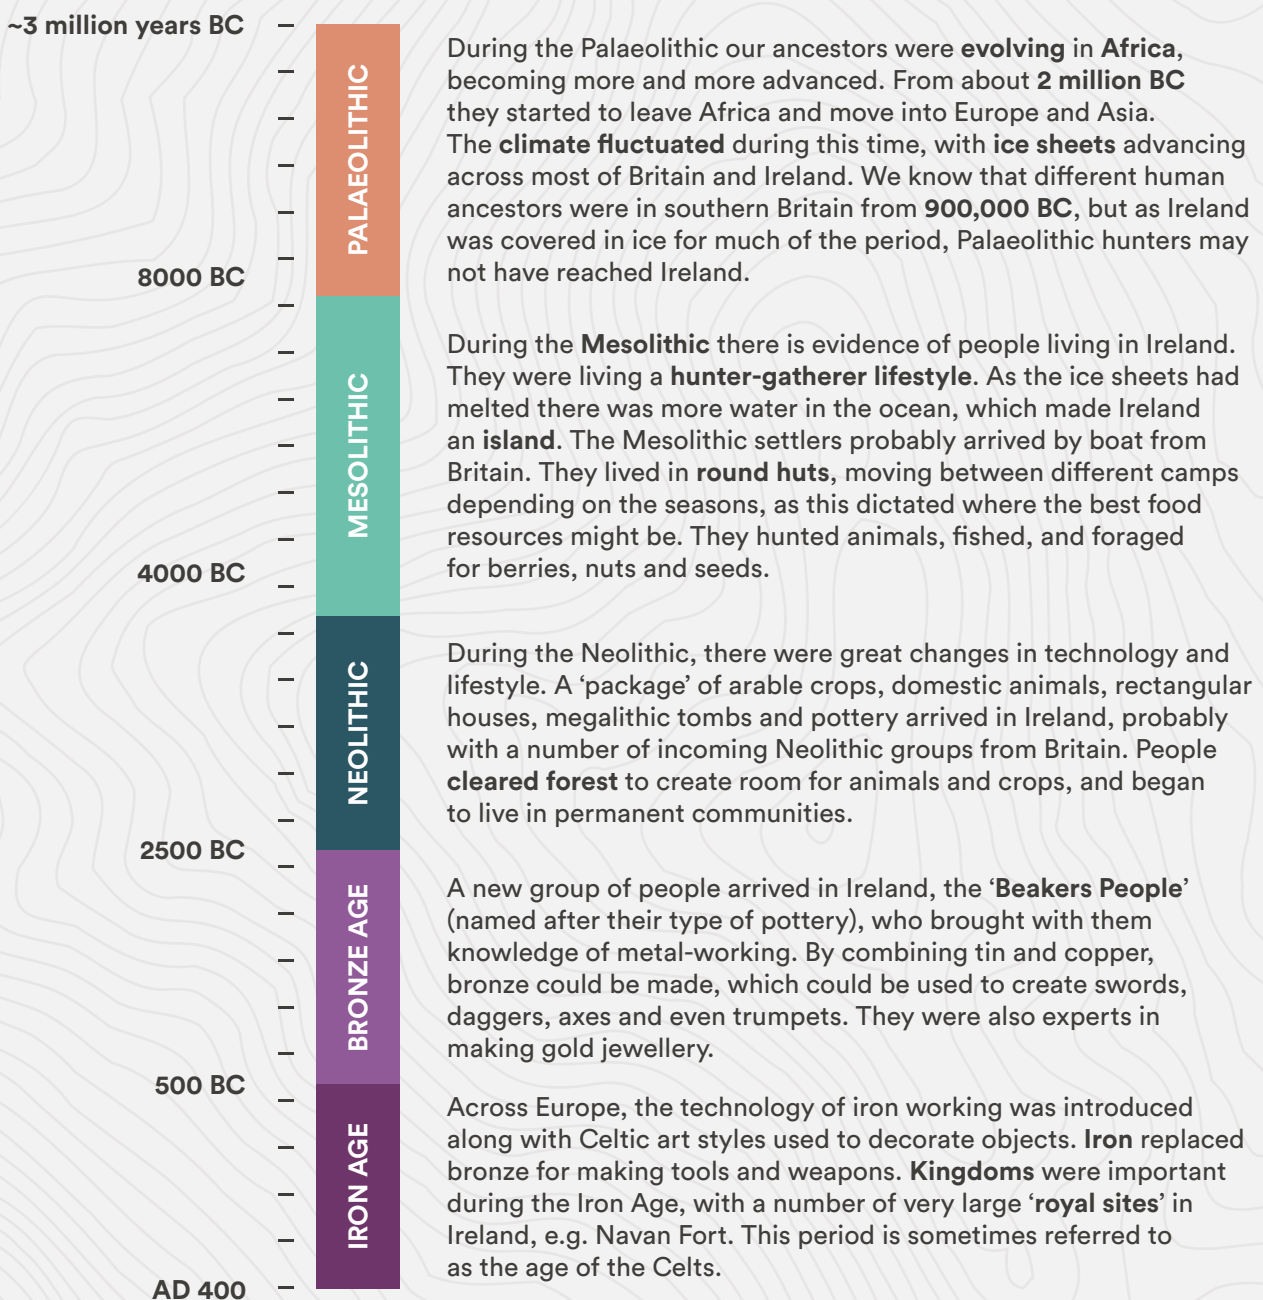 ~3 million years BC
PALAEOLITHIC
During the Palaeolithic our ancestors were evolving in Africa,
becoming more and more advanced. From about 2 million BC
they started to leave Africa and move into Europe and Asia.
The climate fluctuated during this time, with ice sheets advancing
across most of Britain and Ireland. We know that different human
ancestors were in southern Britain from 900,000 BC, but as Ireland
was covered in ice for much of the period, Palaeolithic hunters may
not have reached Ireland.
8000 BC
MESOLITHIC
During the Mesolithic there is evidence of people living in Ireland.
They were living a hunter-gatherer lifestyle. As the ice sheets had
melted there was more water in the ocean, which made Ireland
an island. The Mesolithic settlers probably arrived by boat from
Britain. They lived in round huts, moving between different camps
depending on the seasons, as this dictated where the best food
resources might be. They hunted animals, fished, and foraged
for berries, nuts and seeds.
4000 BC
NEOLITHIC
During the Neolithic, there were great changes in technology and
lifestyle. A ‘package’ of arable crops, domestic animals, rectangular
houses, megalithic tombs and pottery arrived in Ireland, probably
with a number of incoming Neolithic groups from Britain. People
cleared forest to create room for animals and crops, and began
to live in permanent communities.
2500 BC
BRONZE AGE
A new group of people arrived in Ireland, the ‘Beakers People’
(named after their type of pottery), who brought with them
knowledge of metal-working. By combining tin and copper,
bronze could be made, which could be used to create swords,
daggers, axes and even trumpets. They were also experts in
making gold jewellery.
500 BC
IRON AGE
Across Europe, the technology of iron working was introduced
along with Celtic art styles used to decorate objects. Iron replaced
bronze for making tools and weapons. Kingdoms were important
during the Iron Age, with a number of very large ‘royal sites’ in
Ireland, e.g. Navan Fort. This period is sometimes referred to
as the age of the Celts.
AD 400